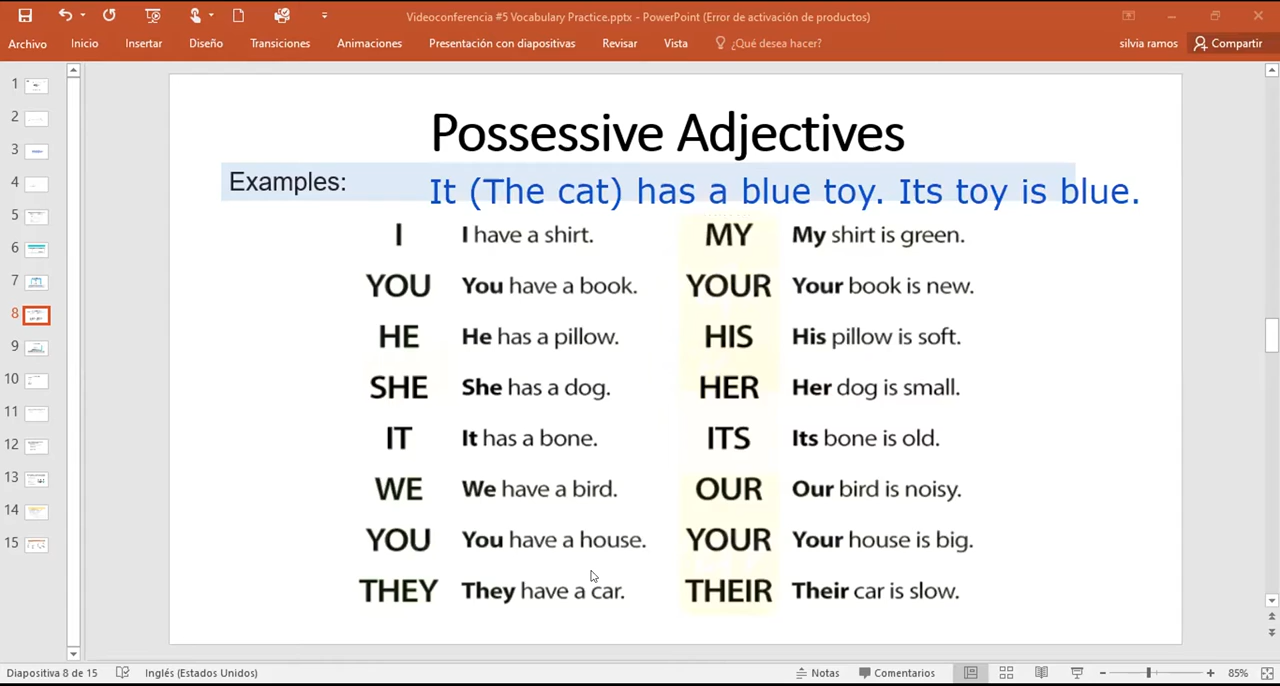 Videoconferencia #5 Vocabulary Practice.pptx - PowerPoint (Error de activación de productos)
Archivo Inicio Insertar Diseño Transiciones Animaciones Presentación con diapositivas Revisar Vista ¿Qué desea hacer? silvia ramos Compartir
1
2
3
4
5
6
7
8
9
10
11
12
13
14
15
Possessive Adjectives
Examples: It (The cat) has a blue toy. Its toy is blue.
I I have a shirt. MY My shirt is green.
YOU You have a book. YOUR Your book is new.
HE He has a pillow. HIS His pillow is soft.
SHE She has a dog. HER Her dog is small.
IT It has a bone. ITS Its bone is old.
WE We have a bird. OUR Our bird is noisy.
YOU You have a house. YOUR Your house is big.
THEY They have a car. THEIR Their car is slow.
Diapositiva 8 de 15 Inglés (Estados Unidos) Notas Comentarios 85%